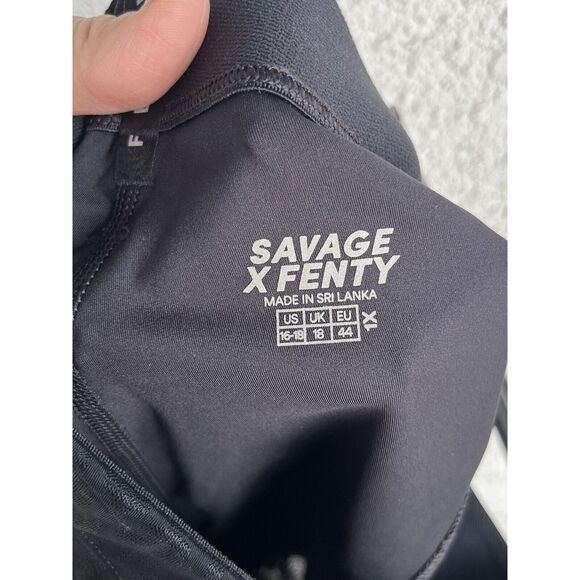 SAVAGE
X FENTY
MADE IN SRI LANKA
US UK EU
16-18 18 44
1X
F